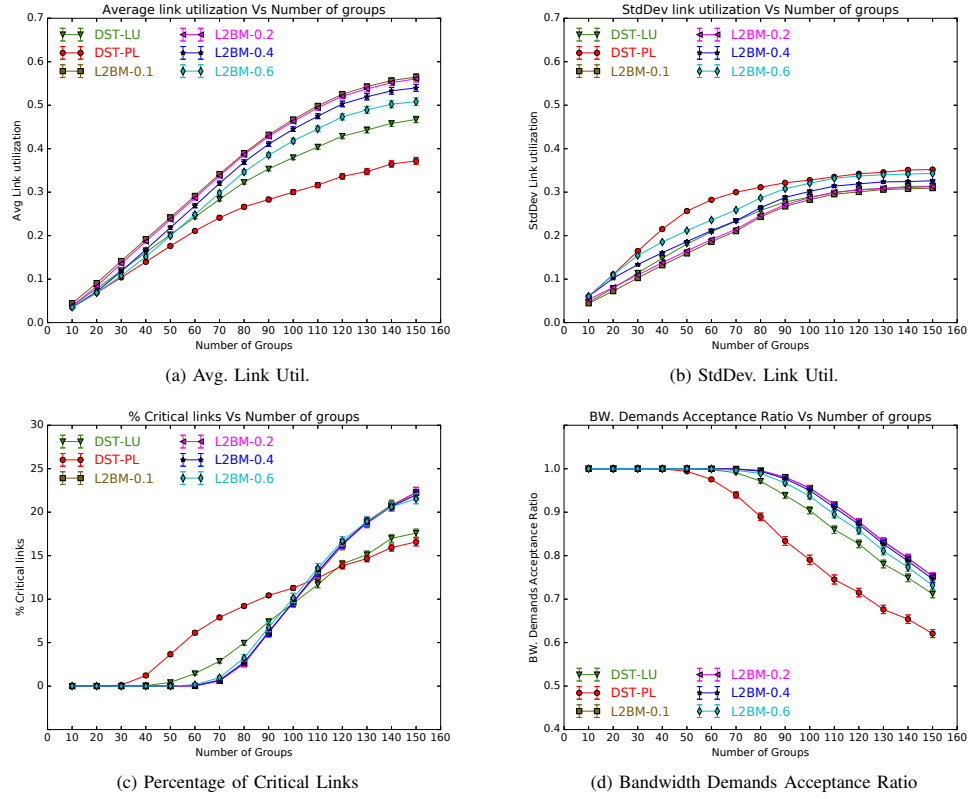 Average link utilization Vs Number of groups
DST-LU
DST-PL
L2BM-0.1
L2BM-0.2
L2BM-0.4
L2BM-0.6
Avg Link utilization
0.6
0.5
0.4
0.3
0.2
0.1
0.0
0 10 20 30 40 50 60 70 80 90 100 110 120 130 140 150 160
Number of Groups
(a) Avg. Link Util.
StdDev link utilization Vs Number of groups
DST-LU
DST-PL
L2BM-0.1
L2BM-0.2
L2BM-0.4
L2BM-0.6
StdDev Link utilization
0.7
0.6
0.5
0.4
0.3
0.2
0.1
0.0
0 10 20 30 40 50 60 70 80 90 100 110 120 130 140 150 160
Number of Groups
(b) StdDev. Link Util.
% Critical links Vs Number of groups
DST-LU
DST-PL
L2BM-0.1
L2BM-0.2
L2BM-0.4
L2BM-0.6
% Critical links
30
25
20
15
10
5
0
0 10 20 30 40 50 60 70 80 90 100 110 120 130 140 150 160
Number of Groups
(c) Percentage of Critical Links
BW. Demands Acceptance Ratio Vs Number of groups
DST-LU
DST-PL
L2BM-0.1
L2BM-0.2
L2BM-0.4
L2BM-0.6
BW. Demands Acceptance Ratio
1.0
0.9
0.8
0.7
0.6
0.5
0.4
0 10 20 30 40 50 60 70 80 90 100 110 120 130 140 150 160
Number of Groups
(d) Bandwidth Demands Acceptance Ratio